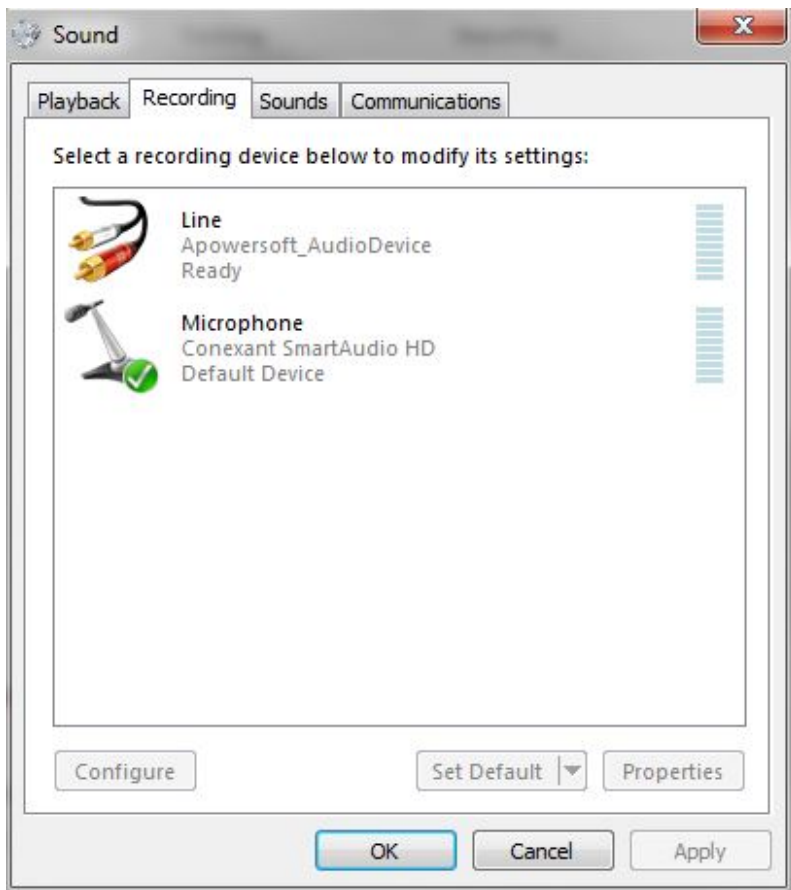 Sound
Playback Recording Sounds Communications
Select a recording device below to modify its settings:
Line
Apowersoft_AudioDevice
Ready
Microphone
Conexant SmartAudio HD
Default Device
Configure Set Default Properties
OK Cancel Apply